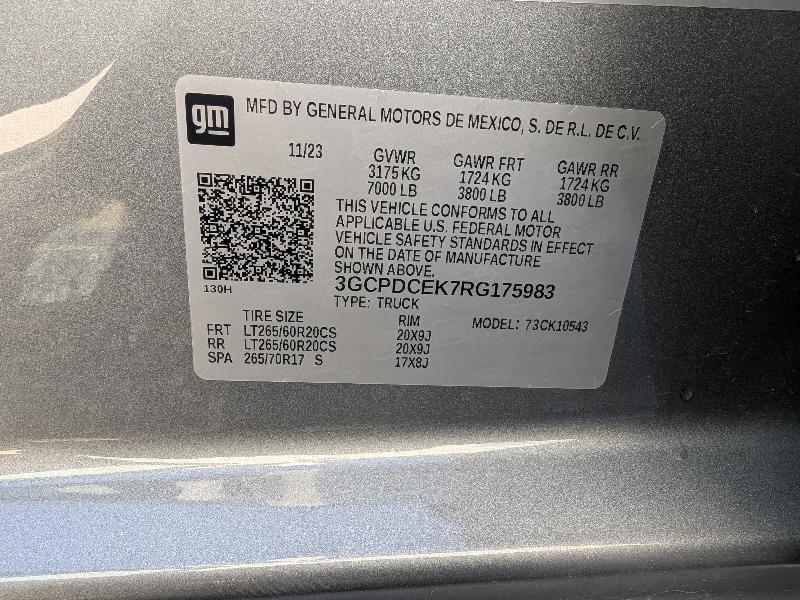 gm
MFD BY GENERAL MOTORS DE MEXICO, S. DE R.L. DE C.V.
11/23 GVWR GAWR FRT GAWR RR
3175 KG 1724 KG 1724 KG
7000 LB 3800 LB 3800 LB
THIS VEHICLE CONFORMS TO ALL
APPLICABLE U.S. FEDERAL MOTOR
VEHICLE SAFETY STANDARDS IN EFFECT
ON THE DATE OF MANUFACTURE
SHOWN ABOVE.
130H
3GCPDCEK7RG175983
TYPE: TRUCK
TIRE SIZE RIM MODEL: 73CK10543
FRT LT265/60R20CS 20X9J
RR LT265/60R20CS 20X9J
SPA 265/70R17 S 17X8J